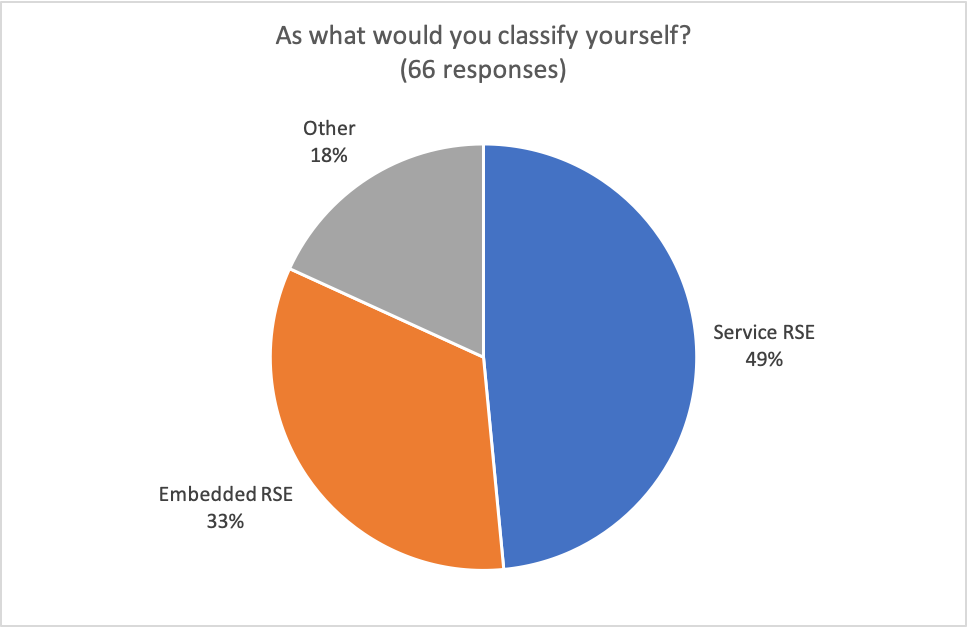 As what would you classify yourself?
(66 responses)
Other
18%
Service RSE
49%
Embedded RSE
33%